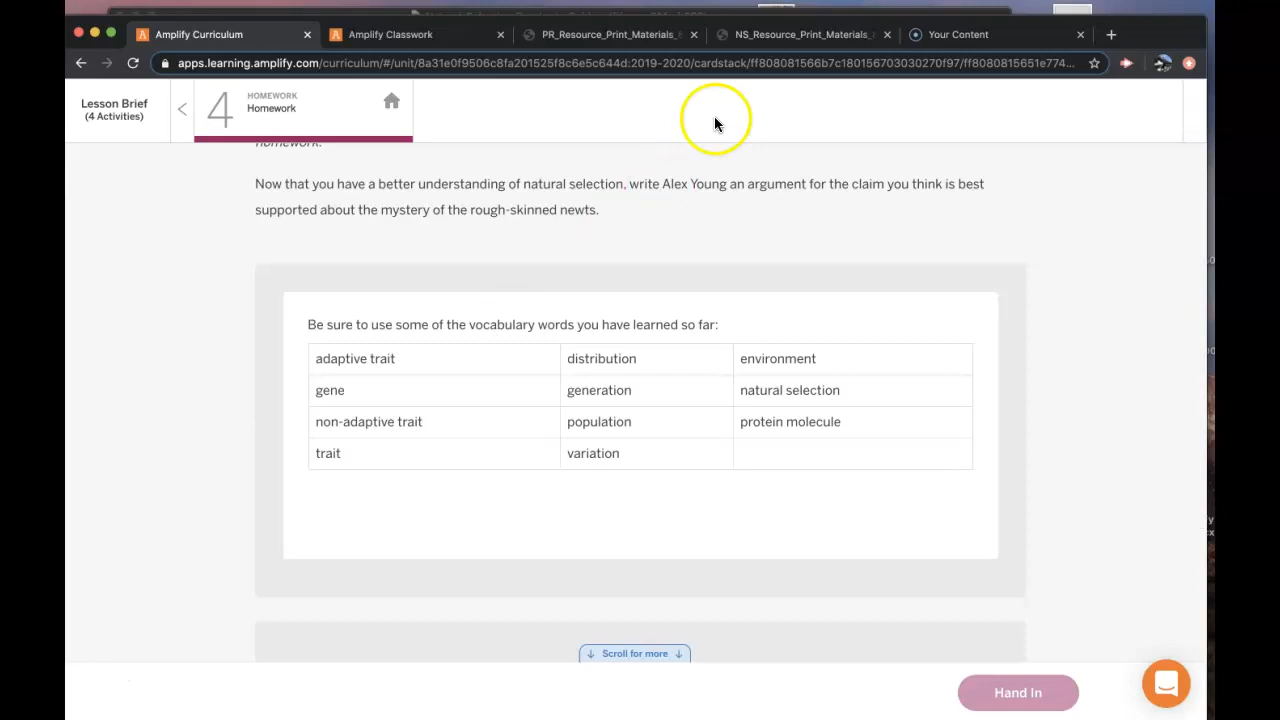 Amplify Curriculum
Amplify Classwork
PR_Resource_Print_Materials_
NS_Resource_Print_Materials_
Your Content
apps.learning.amplify.com/curriculum/#/unit/8a31e0f9506c8fa201525f8c6e5c644d:2019-2020/cardstack/ff808081566b7c180156703030270f97/ff8080815651e774...
Lesson Brief
(4 Activities)
4
HOMEWORK
Homework
homework.
Now that you have a better understanding of natural selection, write Alex Young an argument for the claim you think is best
supported about the mystery of the rough-skinned newts.
Be sure to use some of the vocabulary words you have learned so far:
adaptive trait distribution environment
gene generation natural selection
non-adaptive trait population protein molecule
trait variation
Scroll for more
Hand In